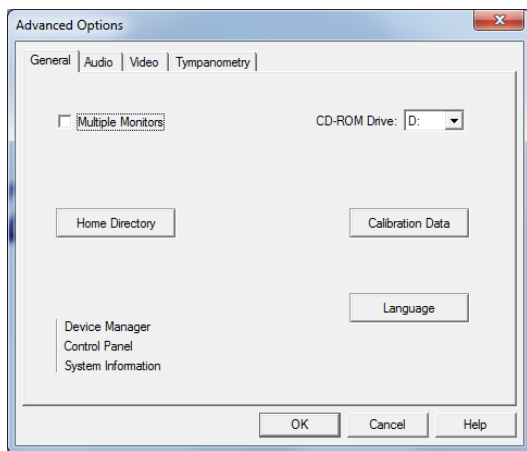 Advanced Options
General Audio Video Tympanometry
Multiple Monitors CD-ROM Drive: D:
Home Directory Calibration Data
Language
Device Manager
Control Panel
System Information
OK Cancel Help